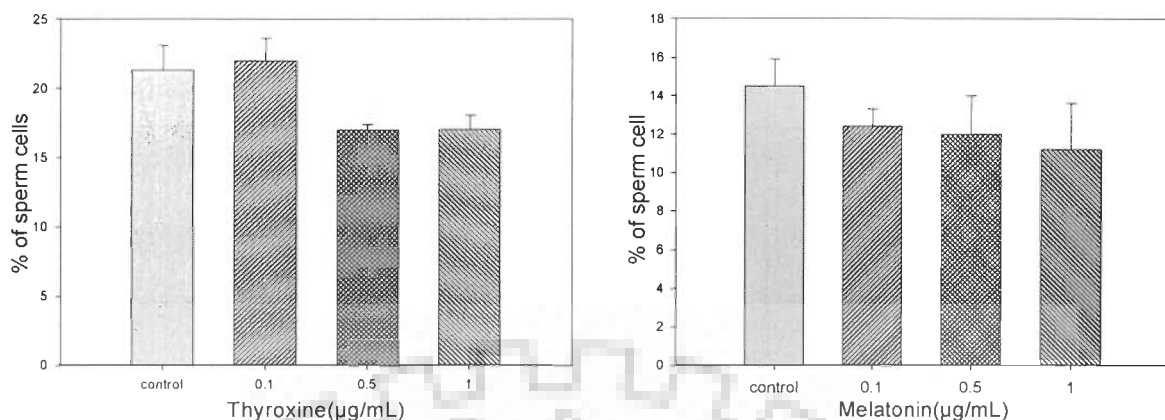 25
20
15
10
5
0
% of sperm cells
control 0.1 0.5 1
Thyroxine(µg/mL)
18
16
14
12
10
8
6
4
2
0
% of sperm cell
control 0.1 0.5 1
Melatonin(µg/mL)